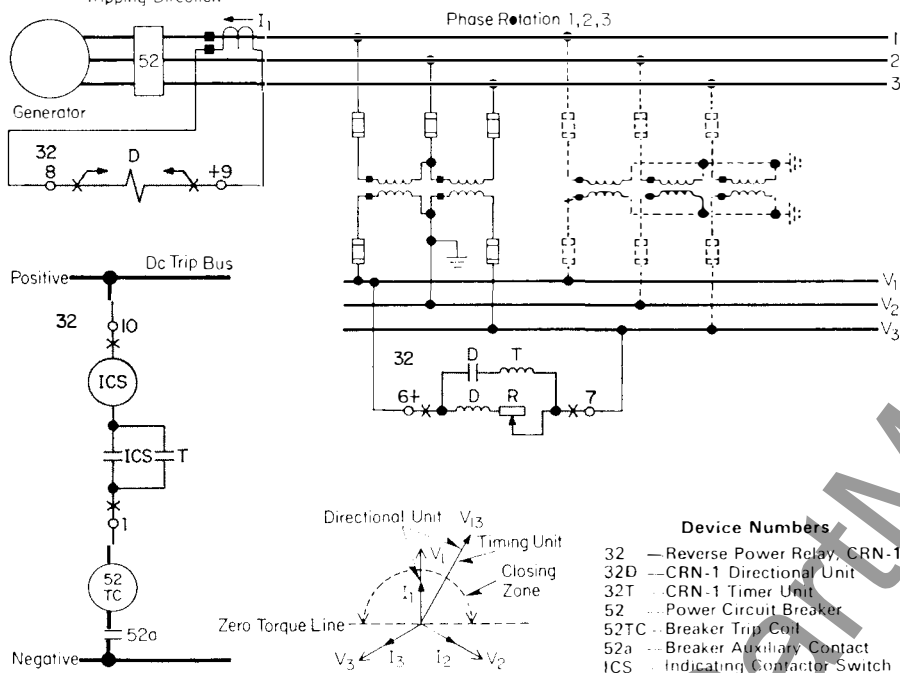 Tripping Direction
I1
Phase Rotation 1,2,3
1
2
3
52
Generator
32
8
D
+9
Positive
Dc Trip Bus
V1
V2
V3
32
10
ICS
ICS
T
1
52
TC
52a
Negative
32
D
T
6+
D
R
7
Directional Unit
V13
V1
Timing Unit
Closing
Zone
I1
Zero Torque Line
V3
I3
I2
V2
Device Numbers
32 — Reverse Power Relay, CRN-1
32D — CRN-1 Directional Unit
32T - CRN-1 Timer Unit
52 - Power Circuit Breaker
52TC - Breaker Trip Coil
52a - Breaker Auxiliary Contact
ICS - Indicating Contactor Switch